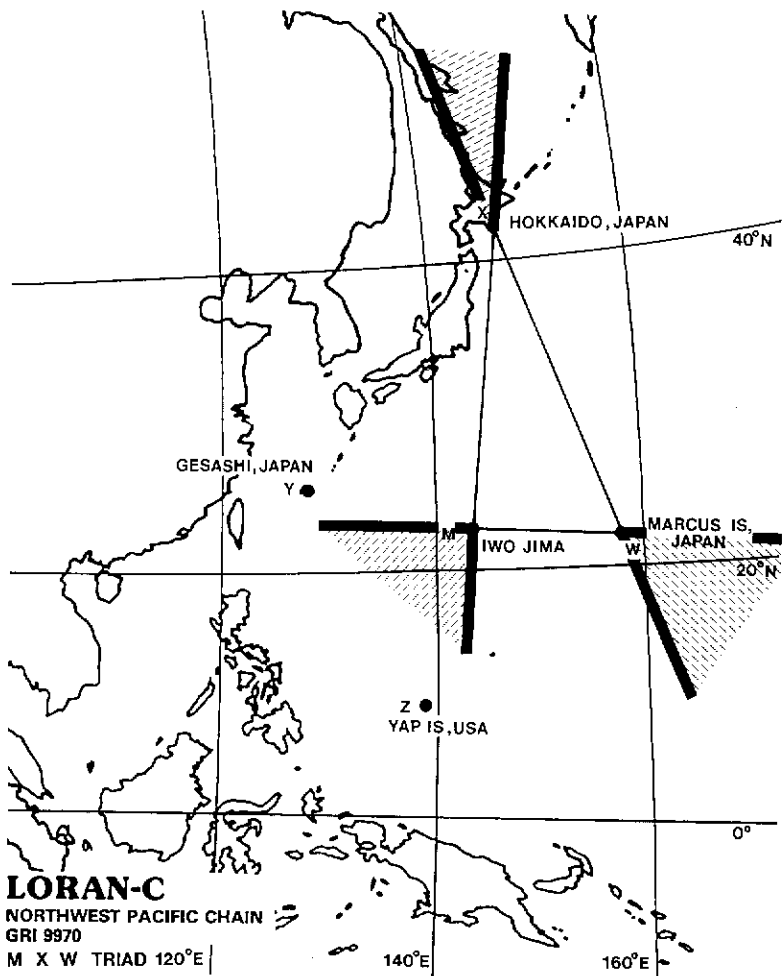 X
HOKKAIDO, JAPAN
40°N
GESASHI, JAPAN
Y
M
IWO JIMA
MARCUS IS,
JAPAN
W
20°N
Z
YAP IS, USA
0°
LORAN-C
NORTHWEST PACIFIC CHAIN
GRI 9970
M X W TRIAD 120°E 140°E 160°E